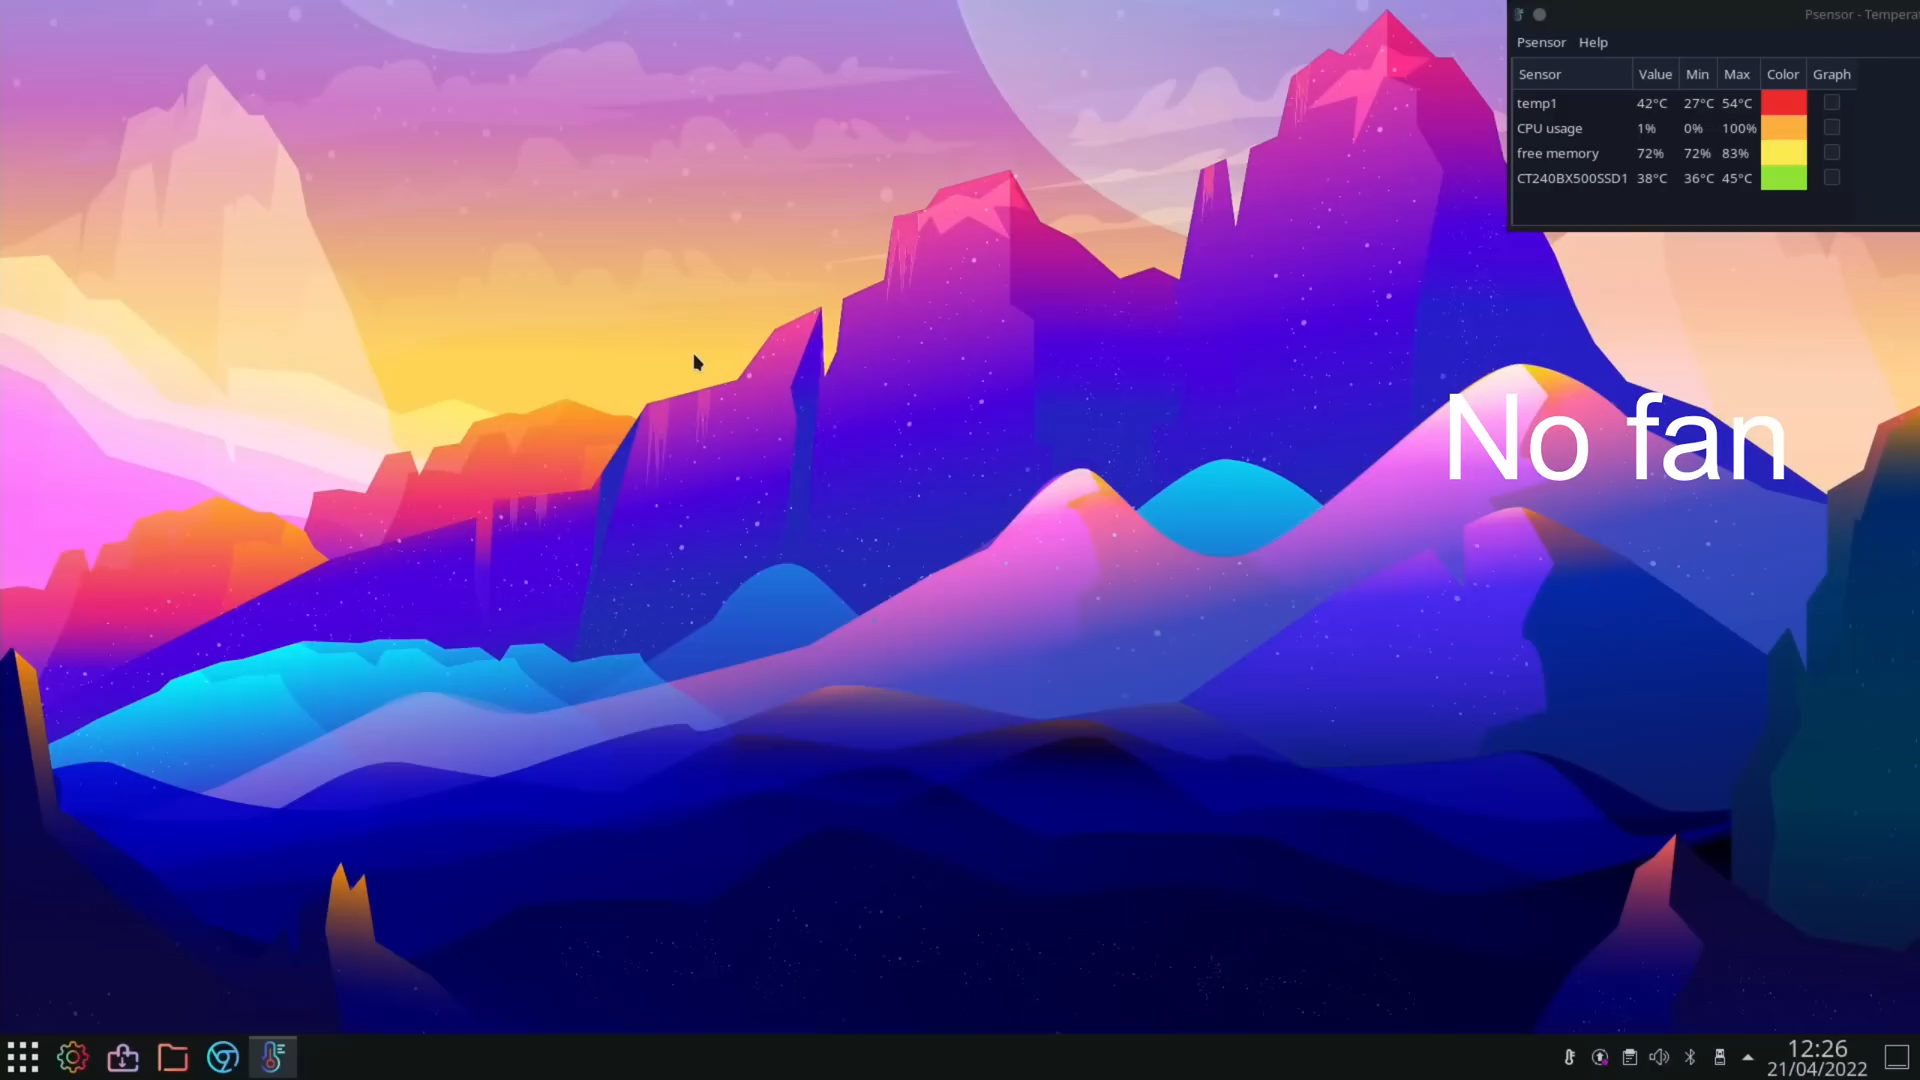 Psensor - Tempera
Psensor Help
Sensor Value Min Max Color Graph
temp1 42°C 27°C 54°C
CPU usage 1% 0% 100%
free memory 72% 72% 83%
CT240BX500SSD1 38°C 36°C 45°C
No fan
12:26
21/04/2022